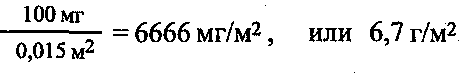 100 мг
0,015 м² = 6666 мг/м², или 6,7 г/м²